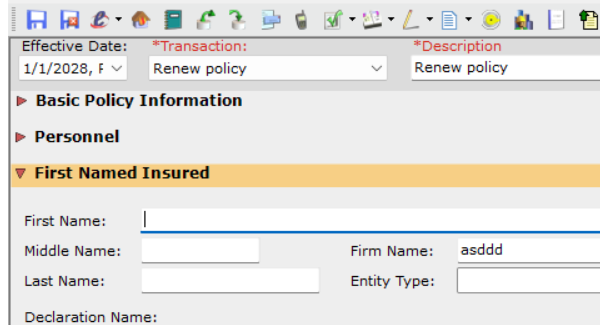 Effective Date: *Transaction: *Description
1/1/2028, F Renew policy Renew policy
Basic Policy Information
Personnel
First Named Insured
First Name:
Middle Name: Firm Name: asddd
Last Name: Entity Type:
Declaration Name: